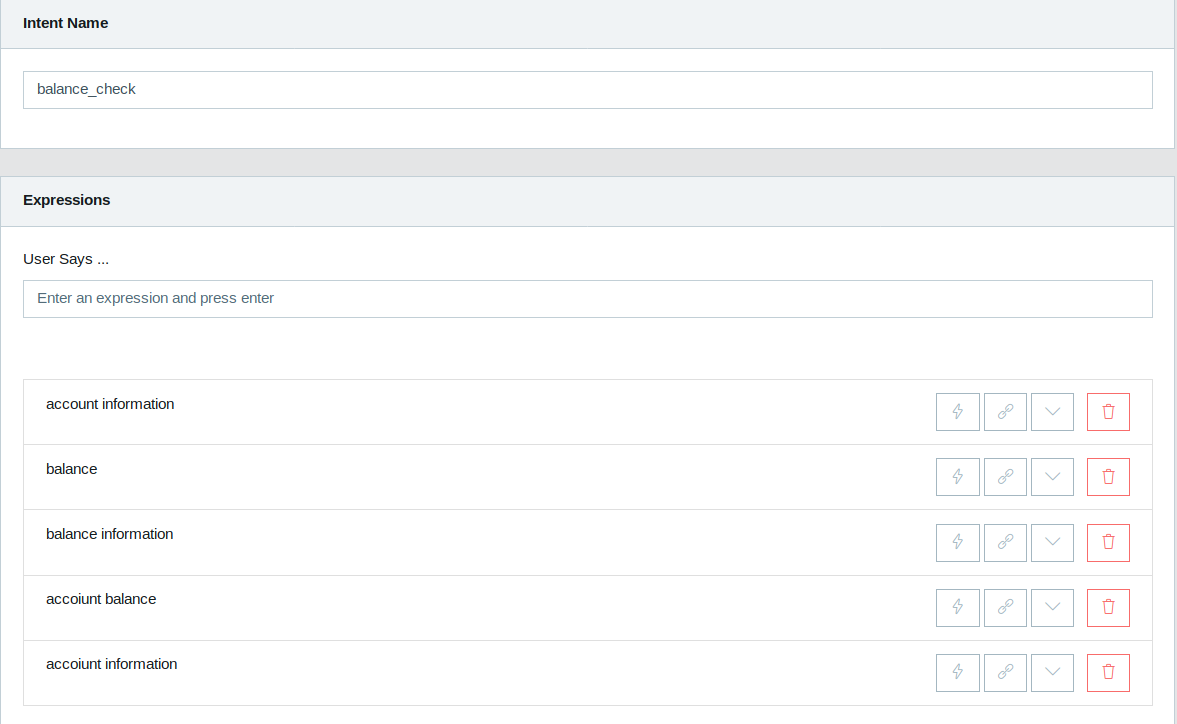 Intent Name
balance_check
Expressions
User Says ...
Enter an expression and press enter
account information
balance
balance information
accoiunt balance
accoiunt information